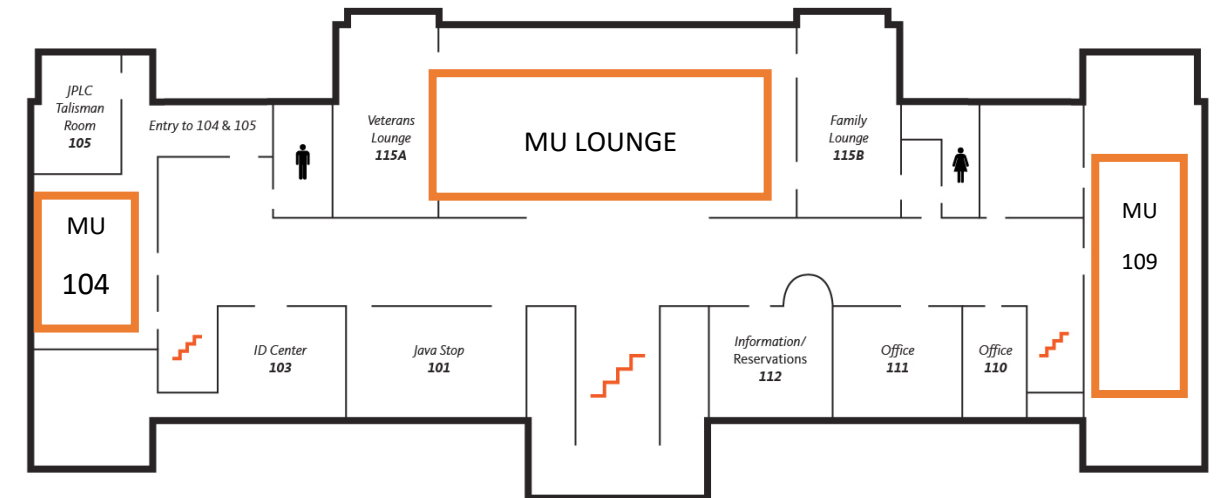 JPLC
Talisman
Room
105
Entry to 104 & 105
Veterans
Lounge
115A
MU LOUNGE
Family
Lounge
115B
MU
104
MU
109
ID Center
103
Java Stop
101
Information/
Reservations
112
Office
111
Office
110